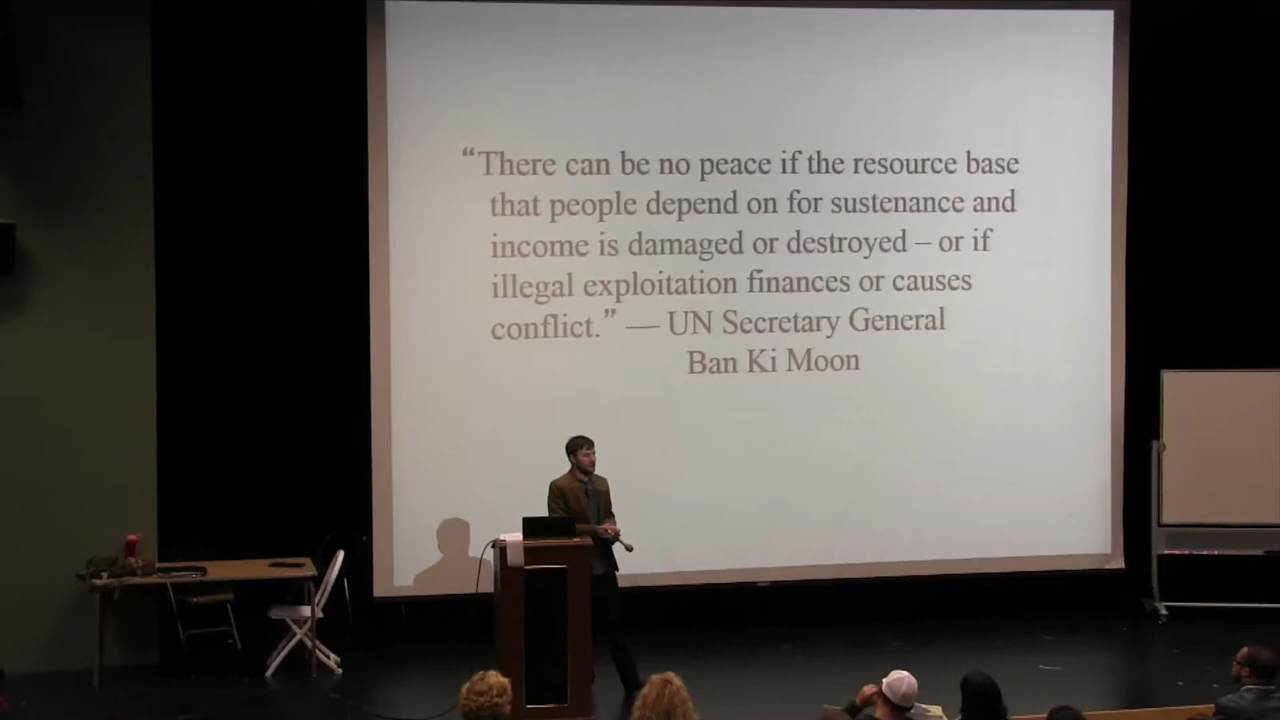 “There can be no peace if the resource base
that people depend on for sustenance and
income is damaged or destroyed – or if
illegal exploitation finances or causes
conflict.” — UN Secretary General
Ban Ki Moon